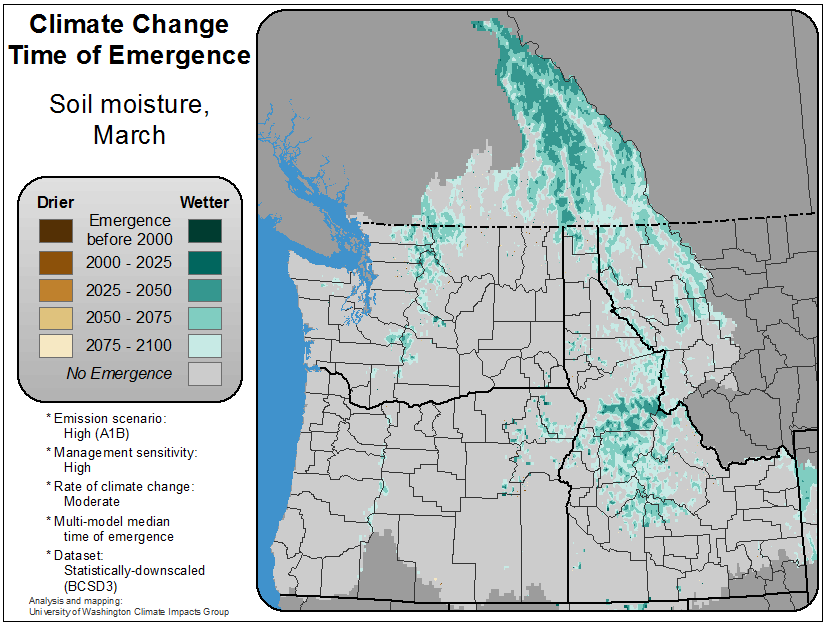 Climate Change
Time of Emergence
Soil moisture,
March
Drier
Wetter
Emergence
before 2000
2000 - 2025
2025 - 2050
2050 - 2075
2075 - 2100
No Emergence
* Emission scenario:
High (A1B)
* Management sensitivity:
High
* Rate of climate change:
Moderate
* Multi-model median
time of emergence
* Dataset:
Statistically-downscaled
(BCSD3)
Analysis and mapping:
University of Washington Climate Impacts Group